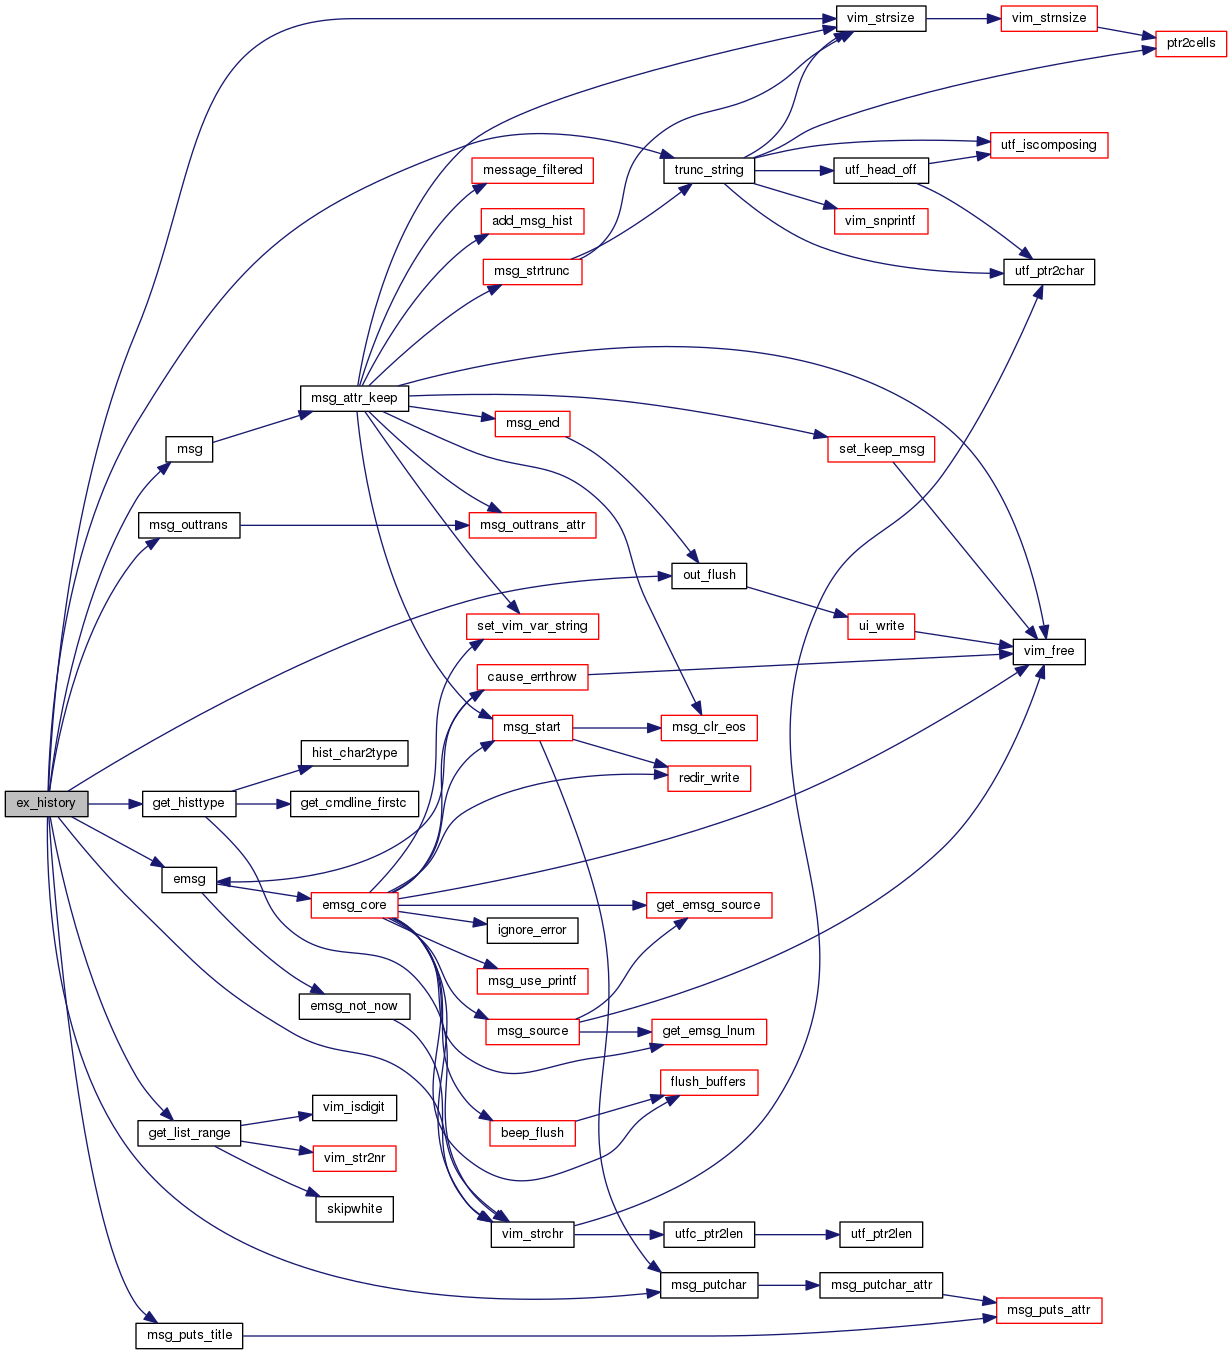 vim_strsize
vim_strnsize
ptr2cells
utf_iscomposing
message_filtered
trunc_string
utf_head_off
add_msg_hist
vim_snprintf
msg_strtrunc
utf_ptr2char
msg_attr_keep
msg_end
msg
set_keep_msg
msg_outtrans
msg_outtrans_attr
out_flush
set_vim_var_string
ui_write
vim_free
cause_errthrow
msg_start
msg_clr_eos
hist_char2type
redir_write
ex_history
get_histtype
get_cmdline_firstc
emsg
emsg_core
get_emsg_source
ignore_error
msg_use_printf
emsg_not_now
msg_source
get_emsg_lnum
flush_buffers
vim_isdigit
get_list_range
beep_flush
vim_str2nr
skipwhite
vim_strchr
utfc_ptr2len
utf_ptr2len
msg_putchar
msg_putchar_attr
msg_puts_attr
msg_puts_title